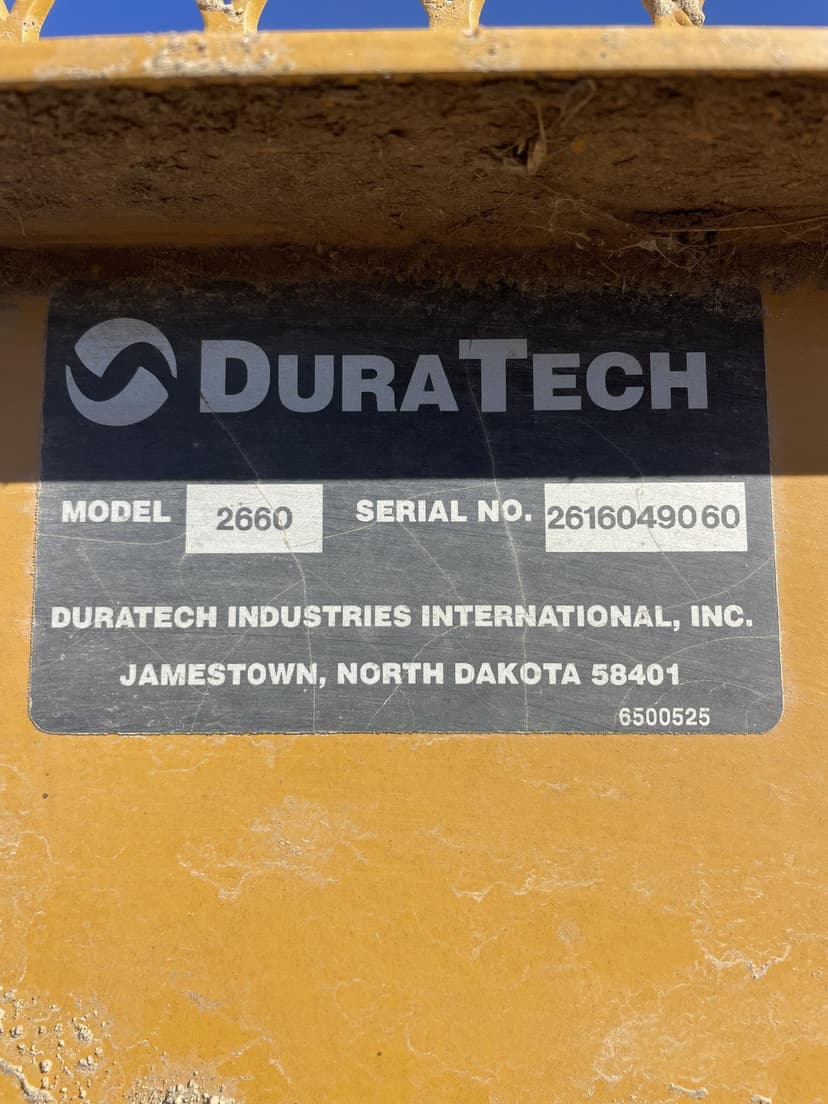 DURATECH
MODEL 2660 SERIAL NO. 2616049060
DURATECH INDUSTRIES INTERNATIONAL, INC.
JAMESTOWN, NORTH DAKOTA 58401
6500525